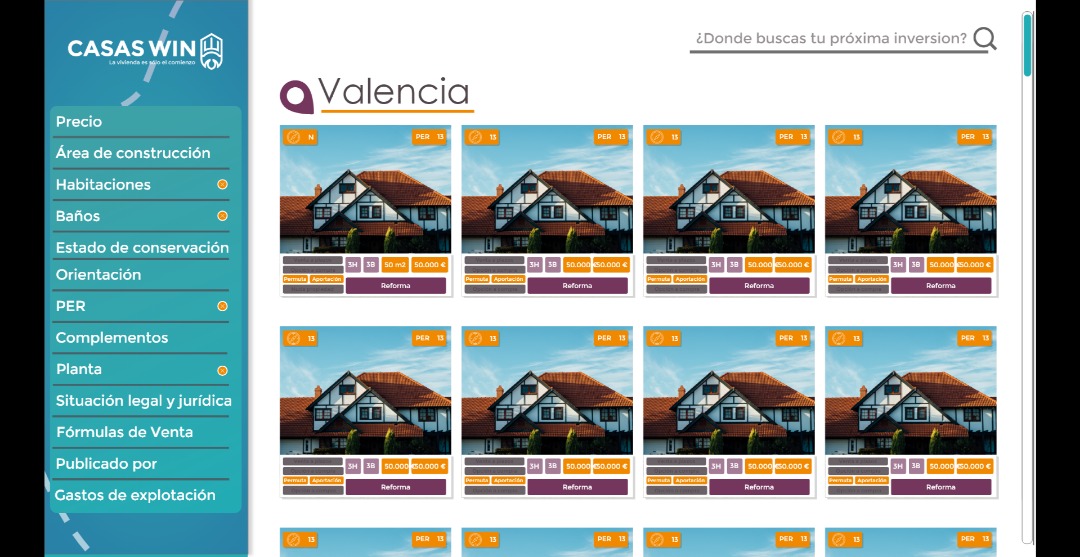 CASAS WIN
La vivienda es sólo el comienzo
¿Donde buscas tu próxima inversion?
Valencia
Precio
Área de construcción
Habitaciones
Baños
Estado de conservación
Orientación
PER
Complementos
Planta
Situación legal y jurídica
Fórmulas de Venta
Publicado por
Gastos de explotación
N PER 13
13 PER 13
13 PER 13
13 PER 13
3H 3B 50 m2 50.000 €
Permuta Aportación
Reforma
3H 3B 50.000 € 50.000 €
Permuta Aportación
Reforma
3H 3B 50.000 € 50.000 €
Permuta Aportación
Reforma
3H 3B 50.000 € 50.000 €
Permuta Aportación
Reforma
13 PER 13
13 PER 13
13 PER 13
13 PER 13
3H 3B 50.000 € 50.000 €
Permuta Aportación
Reforma
3H 3B 50.000 € 50.000 €
Permuta Aportación
Reforma
3H 3B 50.000 € 50.000 €
Permuta Aportación
Reforma
3H 3B 50.000 € 50.000 €
Permuta Aportación
Reforma
13 PER 13
13 PER 13
13 PER 13
13 PER 13